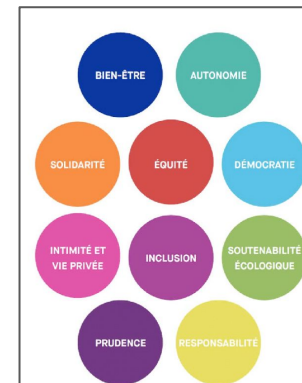 BIEN-ÊTRE
AUTONOMIE
SOLIDARITÉ
ÉQUITÉ
DÉMOCRATIE
INTIMITÉ ET
VIE PRIVÉE
INCLUSION
SOUTENABILITÉ
ÉCOLOGIQUE
PRUDENCE
RESPONSABILITÉ